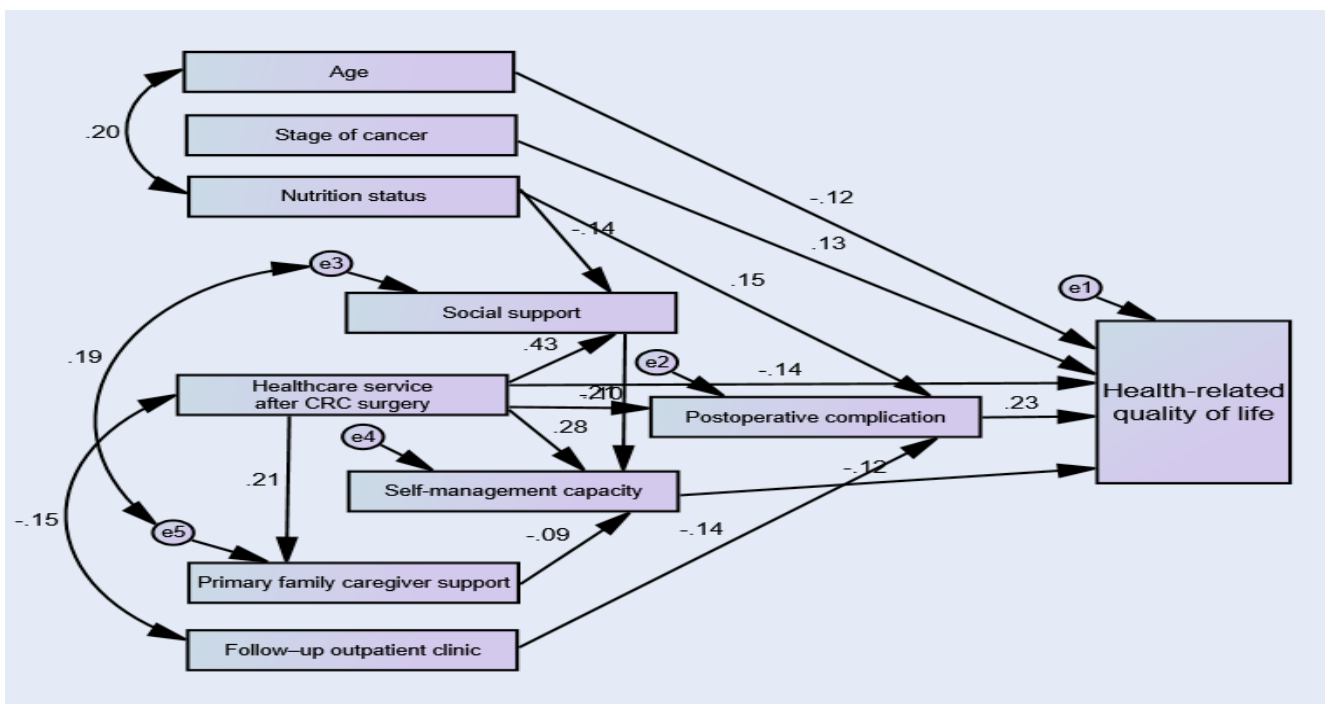 Age
.20
Stage of cancer
Nutrition status
-.12
.13
-.14
.15
e3
e1
Social support
.19
.43
e2
-.14
Healthcare service
after CRC surgery
Health-related
quality of life
Postoperative complication
.23
.28
e4
-.12
.21
Self-management capacity
-.15
e5
-.09
-.14
Primary family caregiver support
Follow–up outpatient clinic